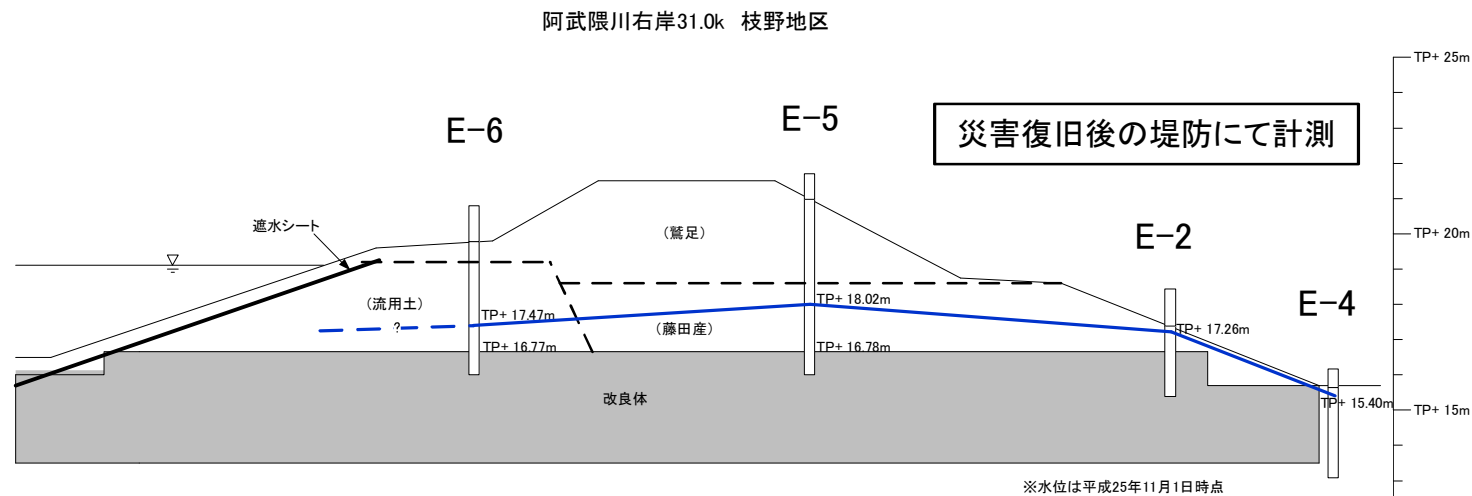 阿武隈川右岸31.0k 枝野地区
TP+ 25m
E-5
E-6
災害復旧後の堤防にて計測
遮水シート
(鷲足)
TP+ 20m
E-2
E-4
(流用土)
?
TP+ 17.47m
TP+ 18.02m
(藤田産)
TP+ 17.26m
TP+ 16.77m
TP+ 16.78m
改良体
TP+ 15.40m
TP+ 15m
※水位は平成25年11月1日時点